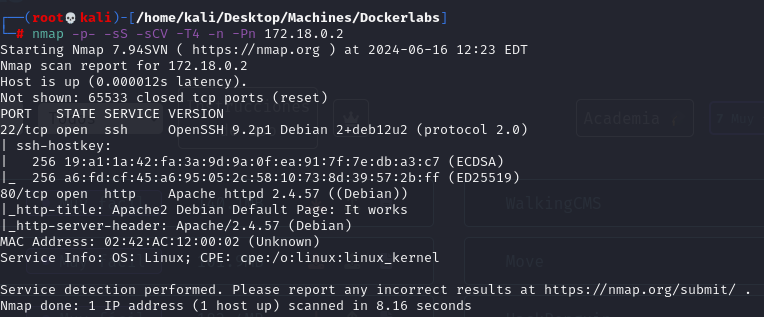 ┌──(root💀kali)-[/home/kali/Desktop/Machines/Dockerlabs]
└─# nmap -p- -sS -sCV -T4 -n -Pn 172.18.0.2
Starting Nmap 7.94SVN ( https://nmap.org ) at 2024-06-16 12:23 EDT
Nmap scan report for 172.18.0.2
Host is up (0.000012s latency).
Not shown: 65533 closed tcp ports (reset)
PORT   STATE SERVICE VERSION
22/tcp open  ssh     OpenSSH 9.2p1 Debian 2+deb12u2 (protocol 2.0)
| ssh-hostkey:
|   256 19:a1:1a:42:fa:3a:9d:9a:0f:ea:91:7f:7e:db:a3:c7 (ECDSA)
|_  256 a6:fd:cf:45:a6:95:05:2c:58:10:73:8d:39:57:2b:ff (ED25519)
80/tcp open  http    Apache httpd 2.4.57 ((Debian))
|_http-title: Apache2 Debian Default Page: It works
|_http-server-header: Apache/2.4.57 (Debian)
MAC Address: 02:42:AC:12:00:02 (Unknown)
Service Info: OS: Linux; CPE: cpe:/o:linux:linux_kernel
Service detection performed. Please report any incorrect results at https://nmap.org/submit/ .
Nmap done: 1 IP address (1 host up) scanned in 8.16 seconds
Academia
WalkingCMS
Move